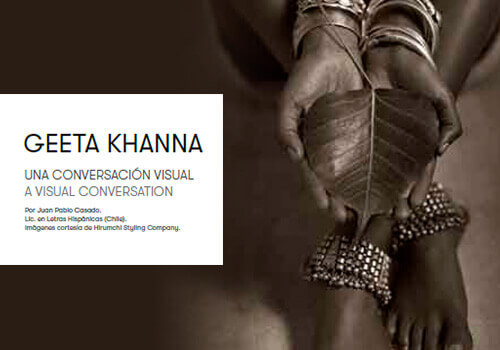 GEETA KHANNA
UNA CONVERSACIÓN VISUAL
A VISUAL CONVERSATION
Por Juan Pablo Casado.
Lic. en Letras Hispánicas (Chile).
Imágenes cortesía de Hirumchi Styling Company.